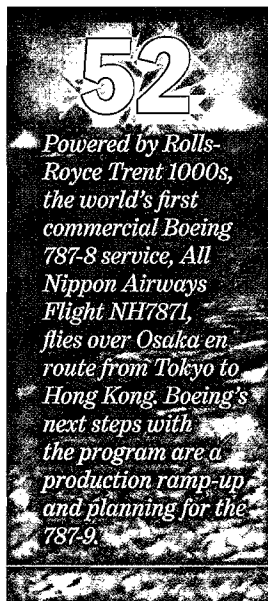 52
Powered by Rolls-
Royce Trent 1000s,
the world's first
commercial Boeing
787-8 service, All
Nippon Airways
Flight NH7871,
flies over Osaka en
route from Tokyo to
Hong Kong. Boeing's
next steps with
the program are a
production ramp-up
and planning for the
787-9.